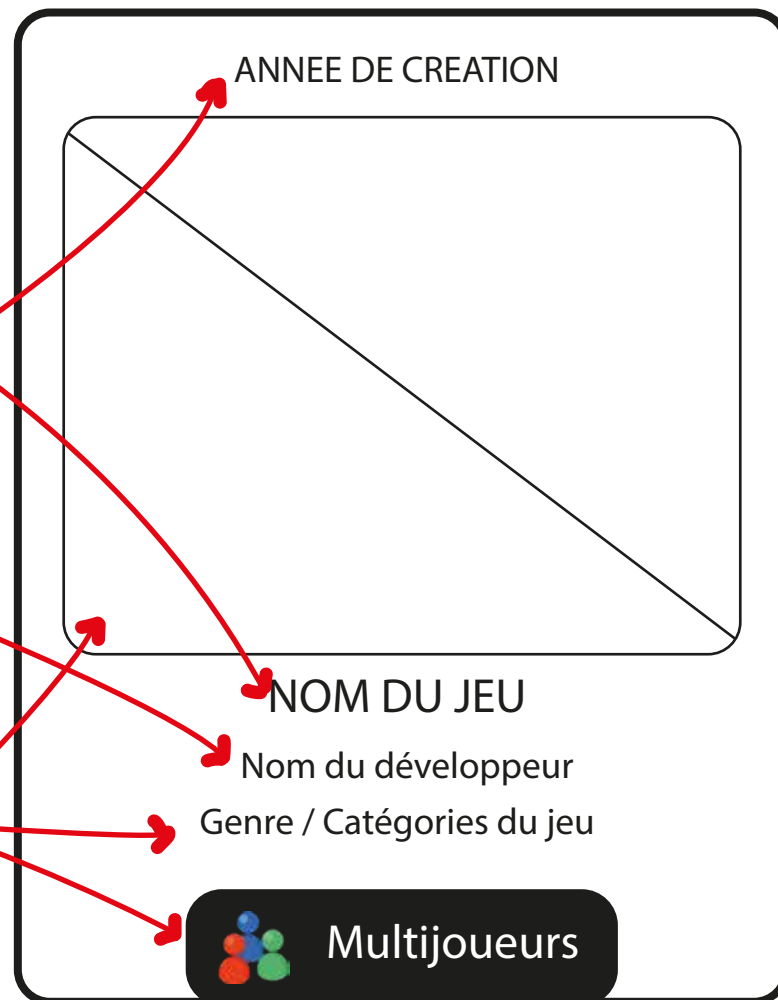 ANNEE DE CREATION
NOM DU JEU
Nom du développeur
Genre / Catégories du jeu
Multijoueurs